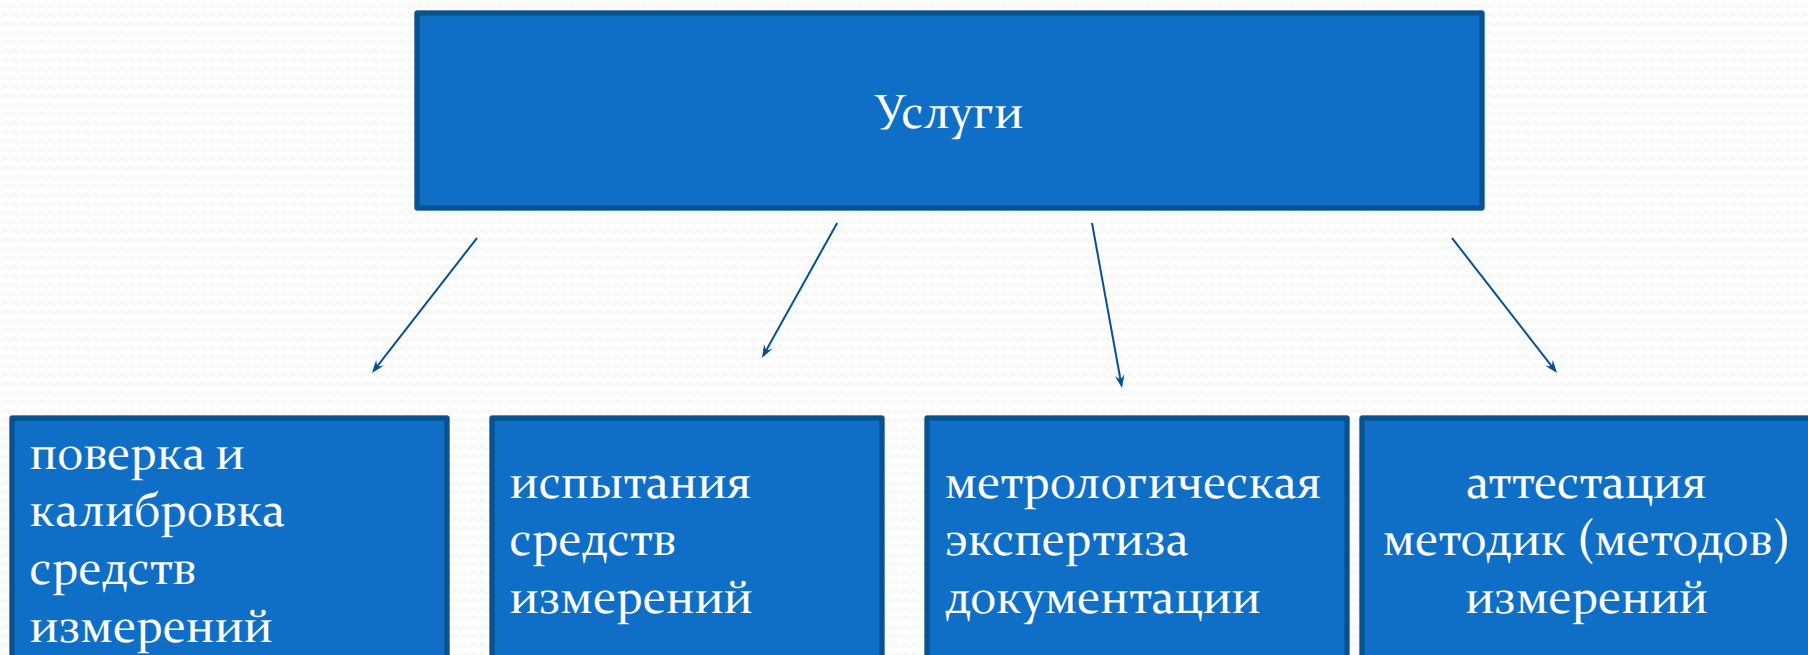 Услуги
поверка и
калибровка
средств
измерений
испытания
средств
измерений
метрологическая
экспертиза
документации
аттестация
методик (методов)
измерений